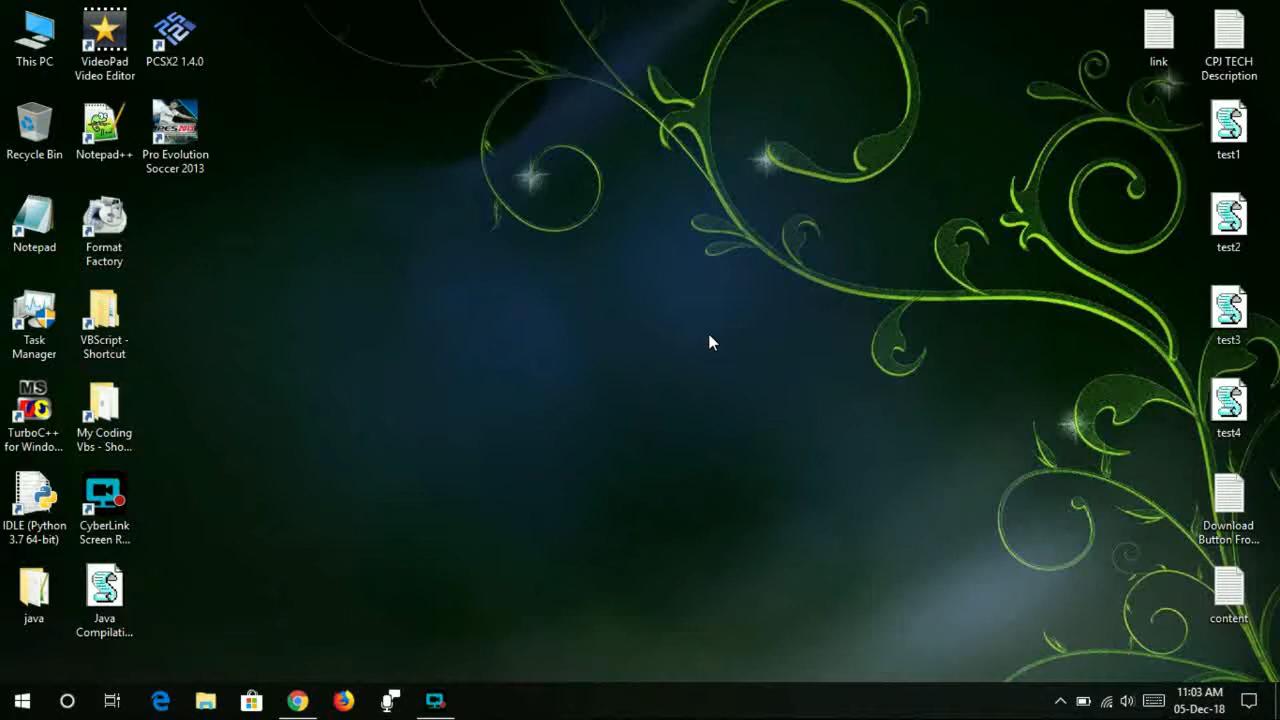 This PC
VideoPad
Video Editor
PCSX2 1.4.0
link
CPJ TECH
Description
Recycle Bin
Notepad++
PES 2013
Pro Evolution
Soccer 2013
test1
Notepad
Format
Factory
test2
Task
Manager
VBScript -
Shortcut
test3
MS
TurboC++
for Windo...
My Coding
Vbs - Sho...
test4
IDLE (Python
3.7 64-bit)
CyberLink
Screen R...
Download
Button Fro...
java
Java
Compilati...
content
11:03 AM
05-Dec-18